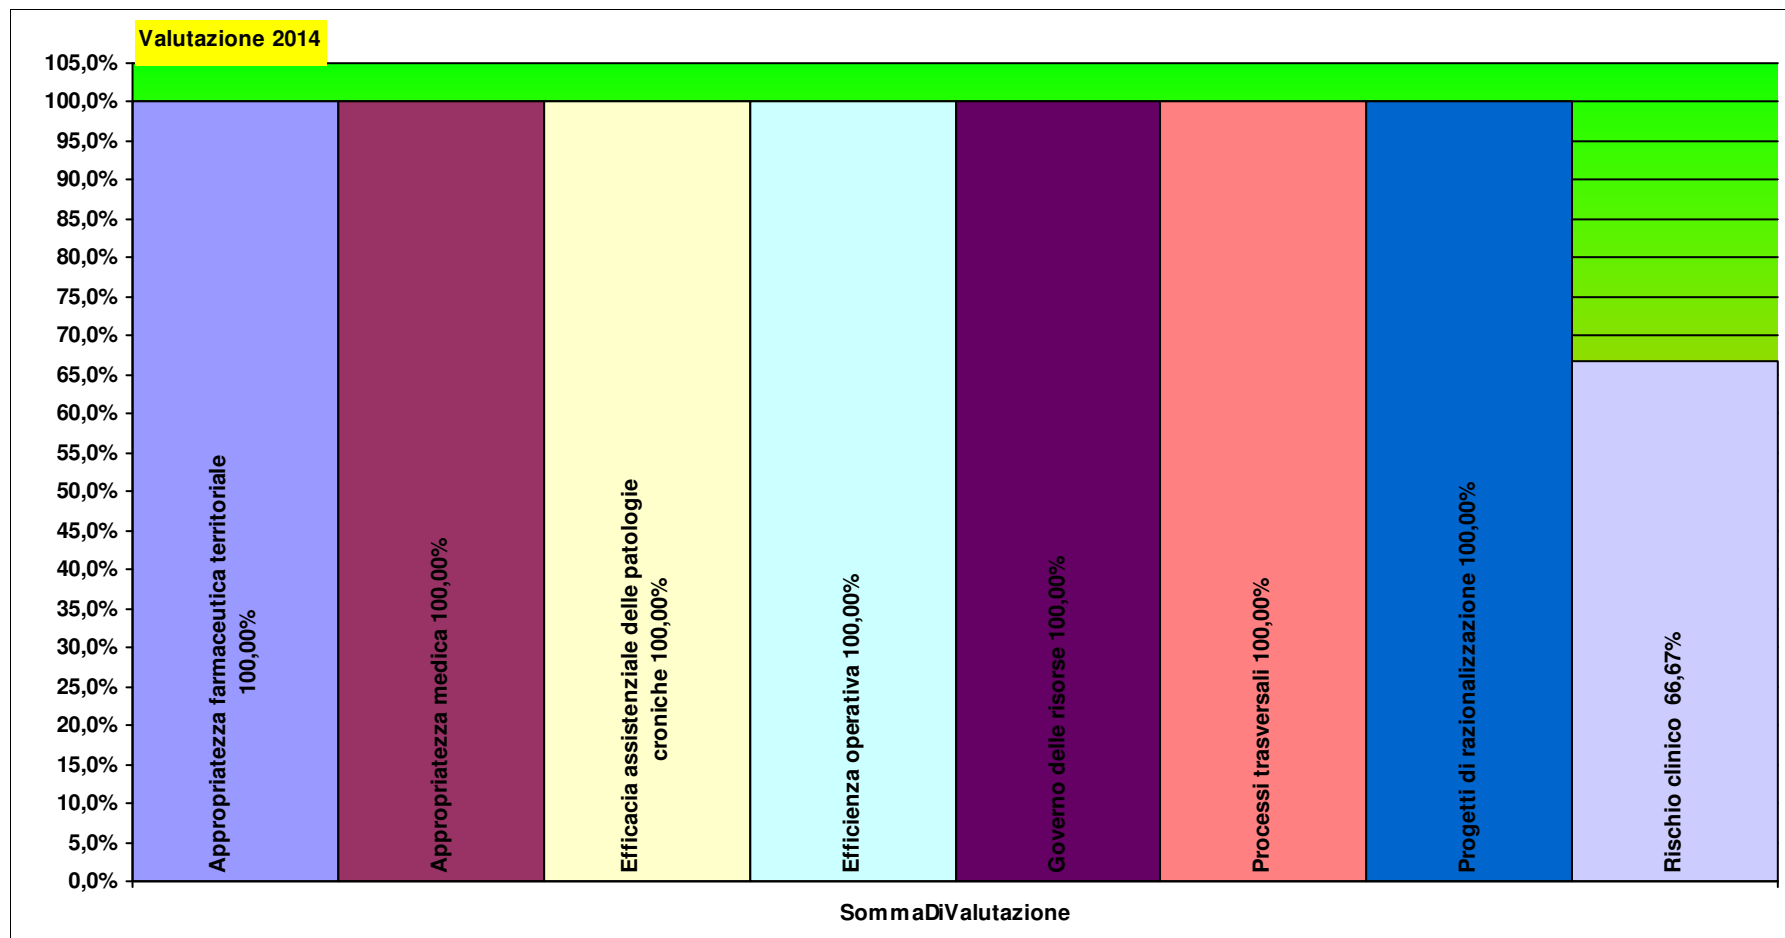 Valutazione 2014
105,0%
100,0%
95,0%
90,0%
85,0%
80,0%
75,0%
70,0%
65,0%
60,0%
55,0%
50,0%
45,0%
40,0%
35,0%
30,0%
25,0%
20,0%
15,0%
10,0%
5,0%
0,0%
Appropriatezza farmaceutica territoriale
100,00%
Appropriatezza medica 100,00%
Efficacia assistenziale delle patologie
croniche 100,00%
Efficienza operativa 100,00%
Governo delle risorse 100,00%
Processi trasversali 100,00%
Progetti di razionalizzazione 100,00%
Rischio clinico 66,67%
SommaDiValutazione